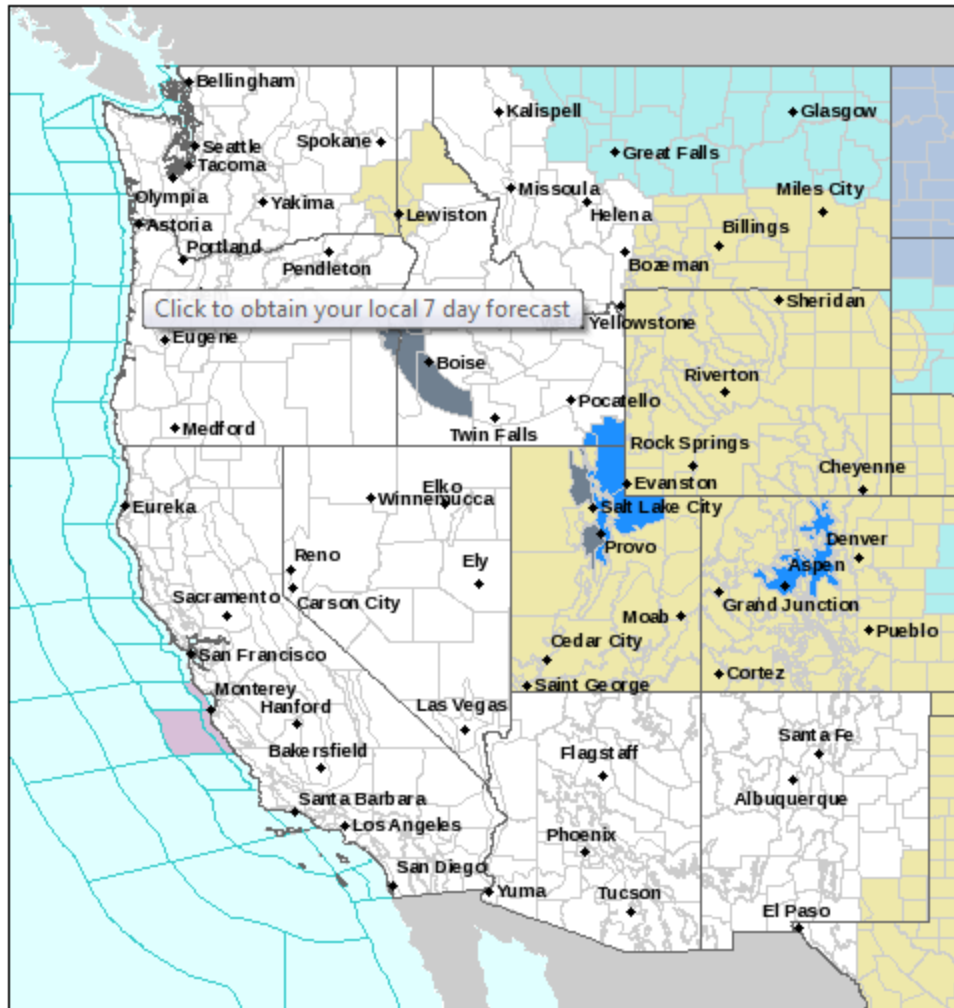 Bellingham
Kalispell
Glasgow
Seattle
Spokane
Great Falls
Tacoma
Olympia
Yakima
Lewiston
Missoula
Miles City
Helena
Astoria
Billings
Portland
Pendleton
Bozeman
Click to obtain your local 7 day forecast
Sheridan
Yellowstone
Eugene
Boise
Riverton
Pocatello
Medford
Twin Falls
Rock Springs
Cheyenne
Elko
Winnemucca
Evanston
Eureka
Salt Lake City
Reno
Provo
Denver
Ely
Aspen
Sacramento
Carson City
Grand Junction
Moab
Pueblo
San Francisco
Cedar City
Cortez
Monterey
Saint George
Hanford
Las Vegas
Bakersfield
Flagstaff
Santa Fe
Santa Barbara
Albuquerque
Los Angeles
Phoenix
San Diego
Yuma
Tucson
El Paso